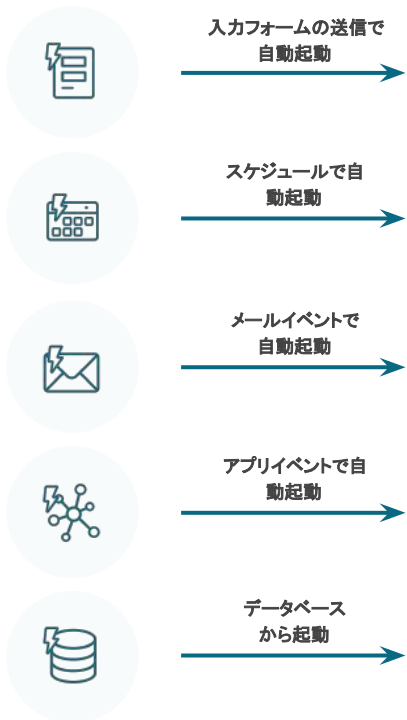 入力フォームの送信で
自動起動
スケジュールで自
動起動
メールイベントで
自動起動
アプリイベントで自
動起動
データベース
から起動